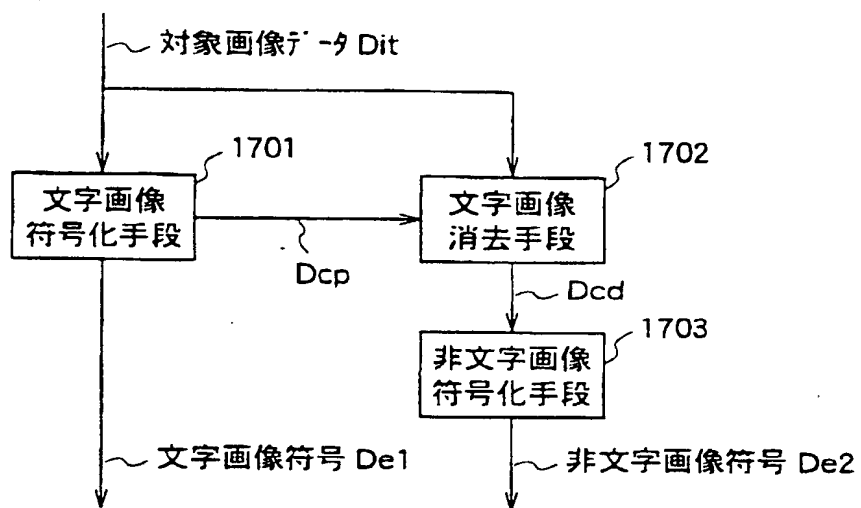 対象画像ﾃﾞｰﾀ Dit
1701
文字画像
符号化手段
1702
文字画像
消去手段
Dcp
Dcd
1703
非文字画像
符号化手段
文字画像符号 De1
非文字画像符号 De2